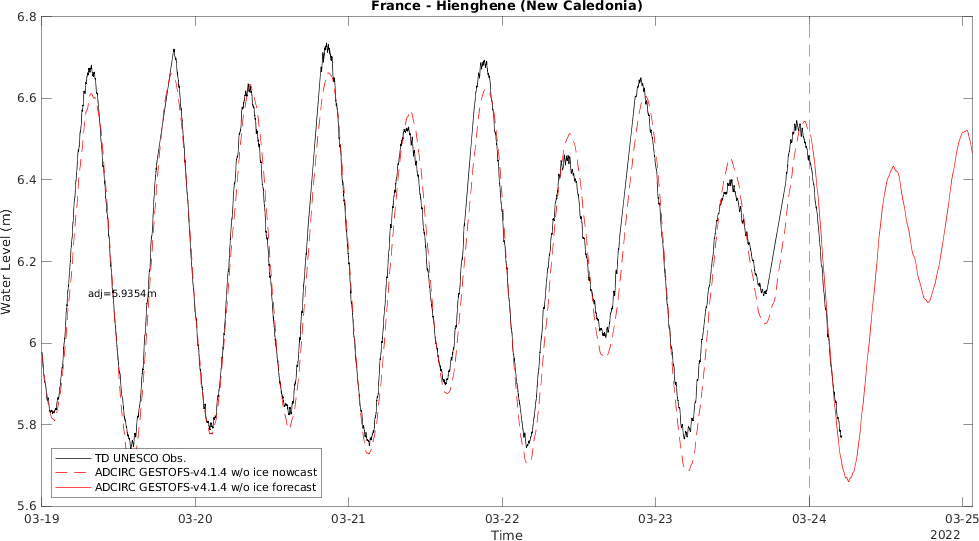 France - Hienghene (New Caledonia)
6.8
6.6
6.4
6.2
6
5.8
5.6
Water Level (m)
adj=5.9354m
TD UNESCO Obs.
ADCIRC GESTOFS-v4.1.4 w/o ice nowcast
ADCIRC GESTOFS-v4.1.4 w/o ice forecast
03-19 03-20 03-21 03-22 03-23 03-24 03-25
Time 2022